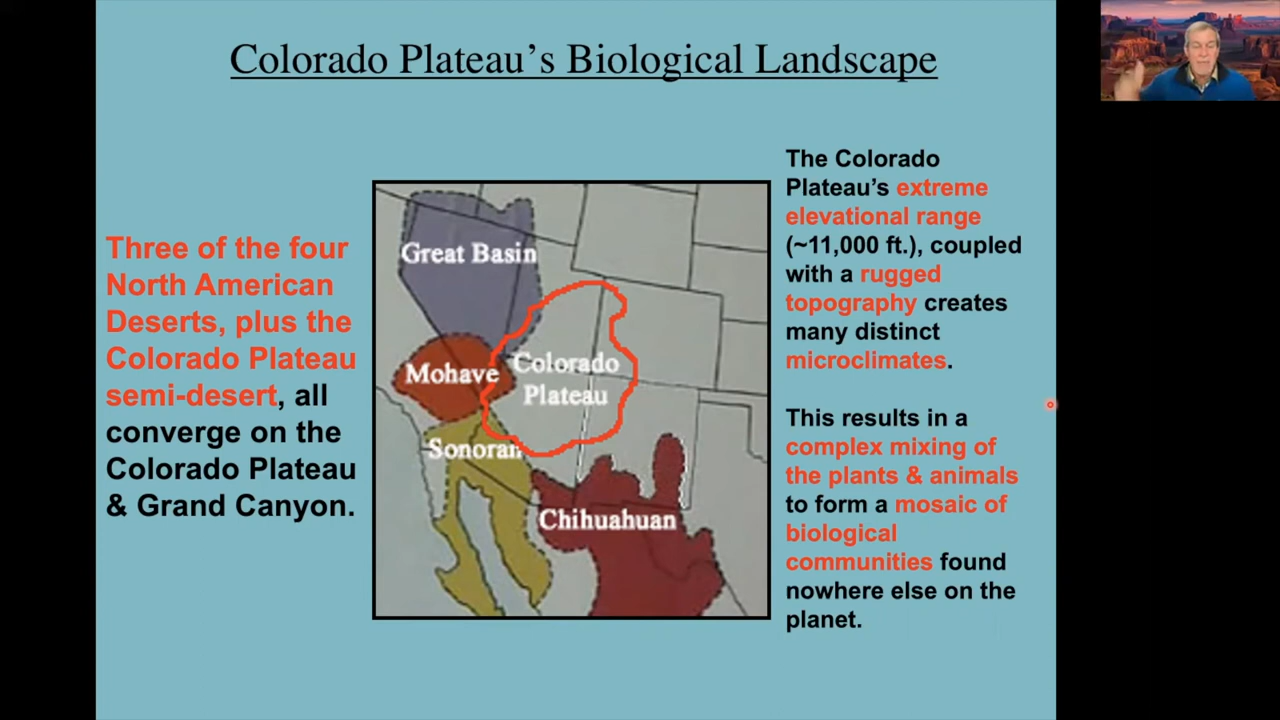 Colorado Plateau’s Biological Landscape
Three of the four
North American
Deserts, plus the
Colorado Plateau
semi-desert, all
converge on the
Colorado Plateau
& Grand Canyon.
Great Basin
Mohave
Colorado
Plateau
Sonoran
Chihuahuan
The Colorado
Plateau’s extreme
elevational range
(~11,000 ft.), coupled
with a rugged
topography creates
many distinct
microclimates.
This results in a
complex mixing of
the plants & animals
to form a mosaic of
biological
communities found
nowhere else on the
planet.